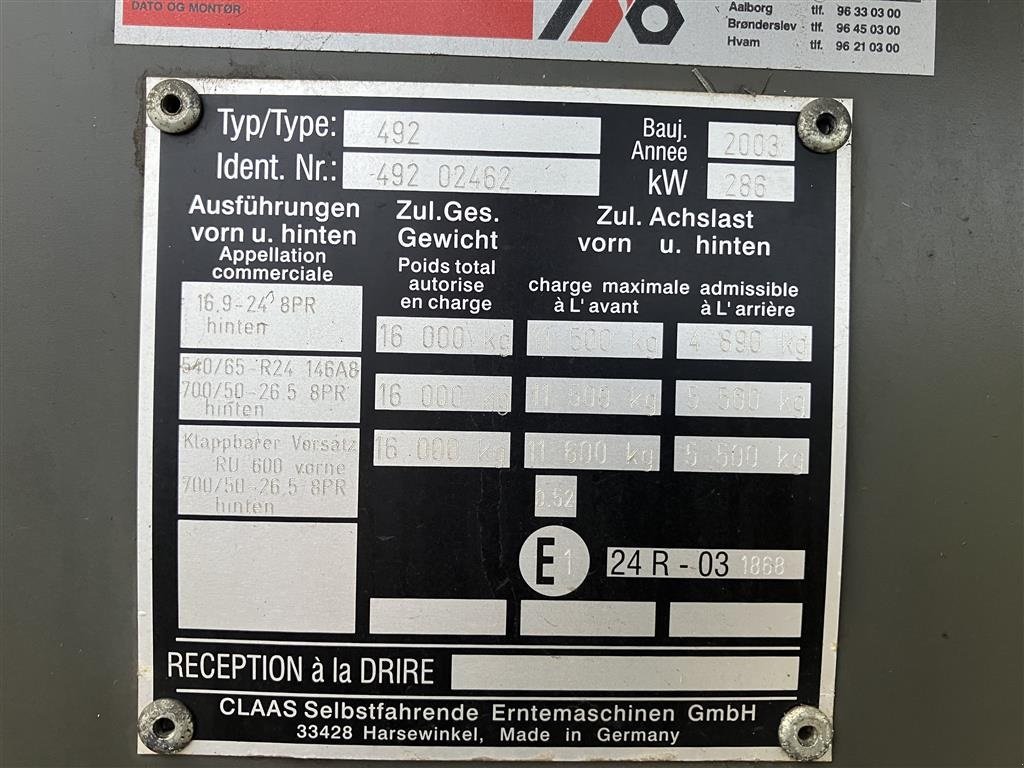 DATO OG MONTØR
Aalborg tlf. 96 33 03 00
Brønderslev - tlf. 96 45 03 00
Hvam tlf. 96 21 03 00
Typ/Type: 492
Bauj. Annee 2003
Ident. Nr.: 492 02462
kW 286
Ausführungen vorn u. hinten
Appellation commerciale
Zul.Ges. Gewicht
Poids total autorise en charge
Zul. Achslast vorn u. hinten
charge maximale admissible
à L' avant à L' arrière
16.9-24 8PR
hinten
16 000 kg 11 500 kg 4 890 kg
540/65-R24 146A8
700/50-26.5 8PR
hinten
16 000 kg 11 500 kg 5 500 kg
Klappbarer Vorsatz
RU 600 vorne
700/50-26.5 8PR
hinten
16 000 kg 11 600 kg 5 500 kg
0.52
E 1 24 R - 03 1868
RECEPTION à la DRIRE
CLAAS Selbstfahrende Erntemaschinen GmbH
33428 Harsewinkel, Made in Germany